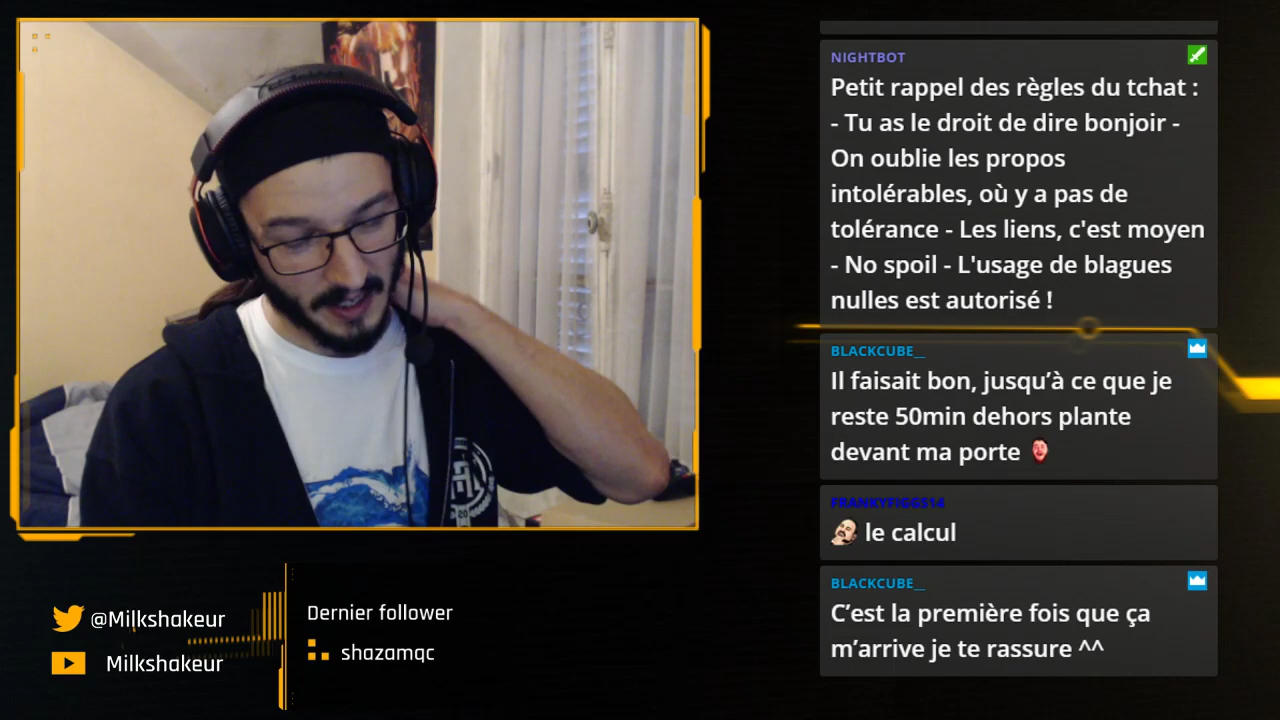 NIGHTBOT
Petit rappel des règles du tchat :
- Tu as le droit de dire bonjoir -
On oublie les propos
intolérables, où y a pas de
tolérance - Les liens, c'est moyen
- No spoil - L'usage de blagues
nulles est autorisé !
BLACKCUBE__
Il faisait bon, jusqu’à ce que je
reste 50min dehors plante
devant ma porte
FRANKYFIGGS14
le calcul
BLACKCUBE__
C’est la première fois que ça
m’arrive je te rassure ^^
@Milkshakeur
Milkshakeur
Dernier follower
shazamqc